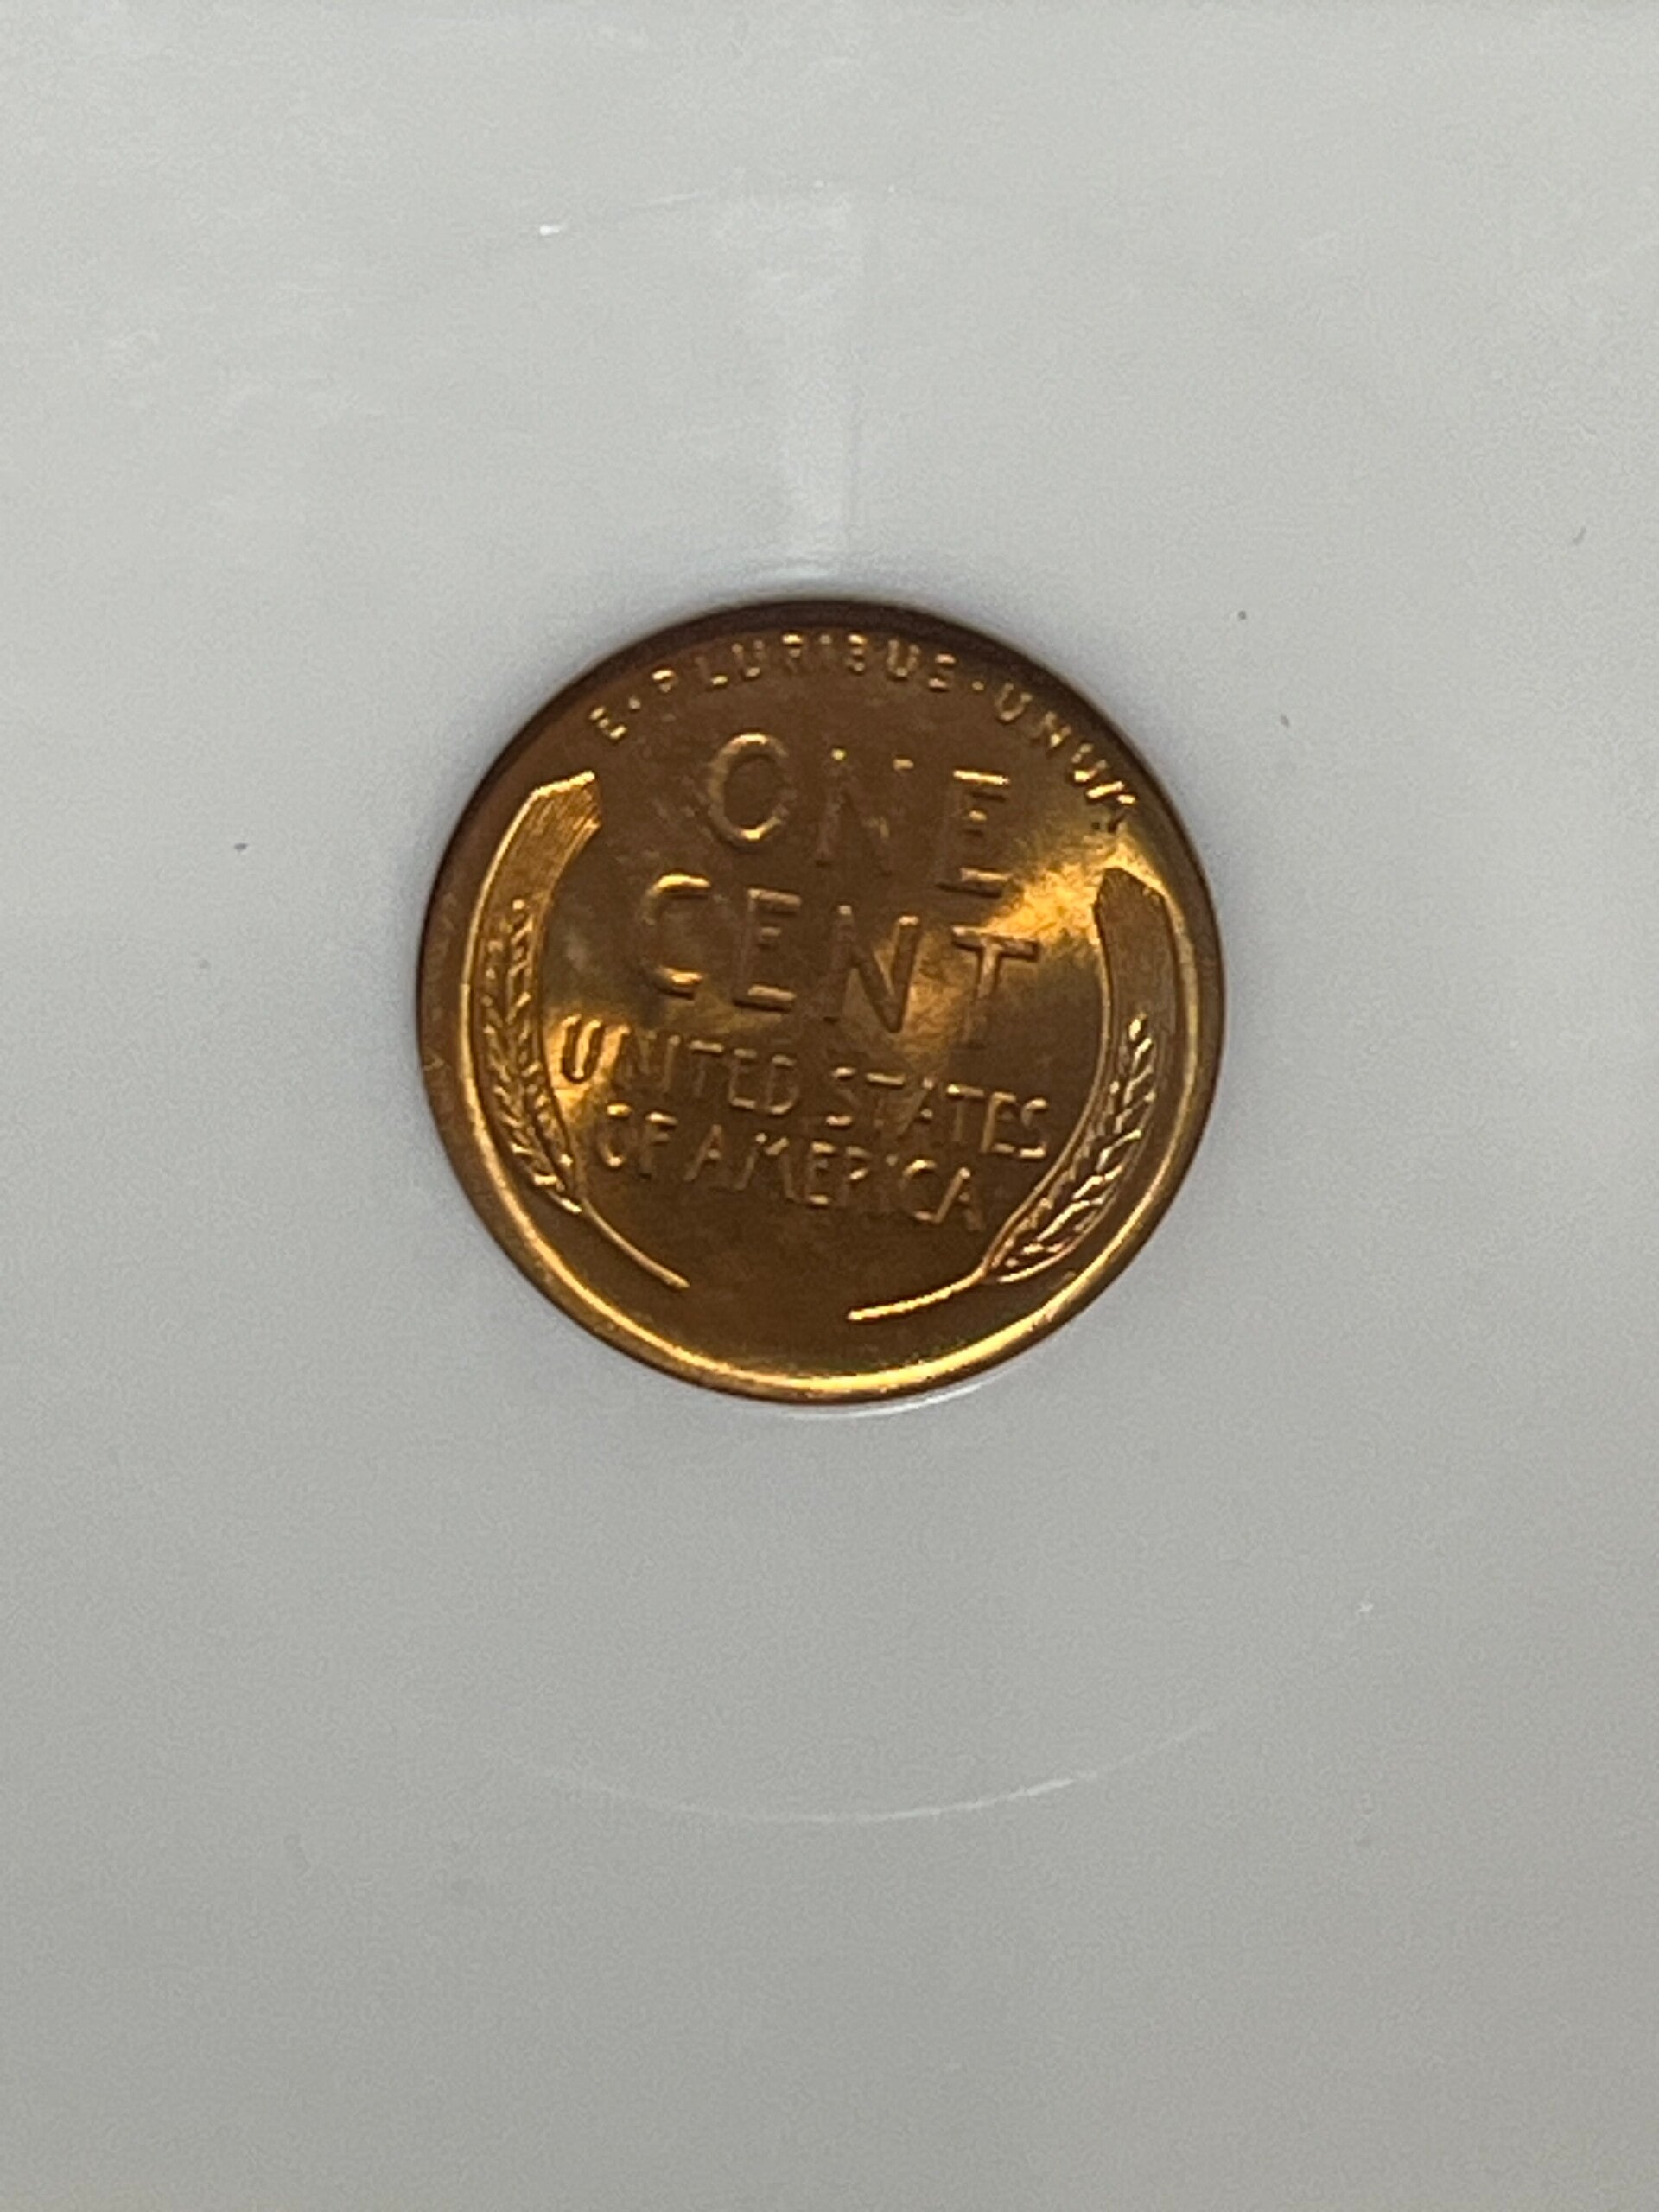 E·PLURIBUS·UNUM
ONE
CENT
UNITED STATES
OF AMERICA